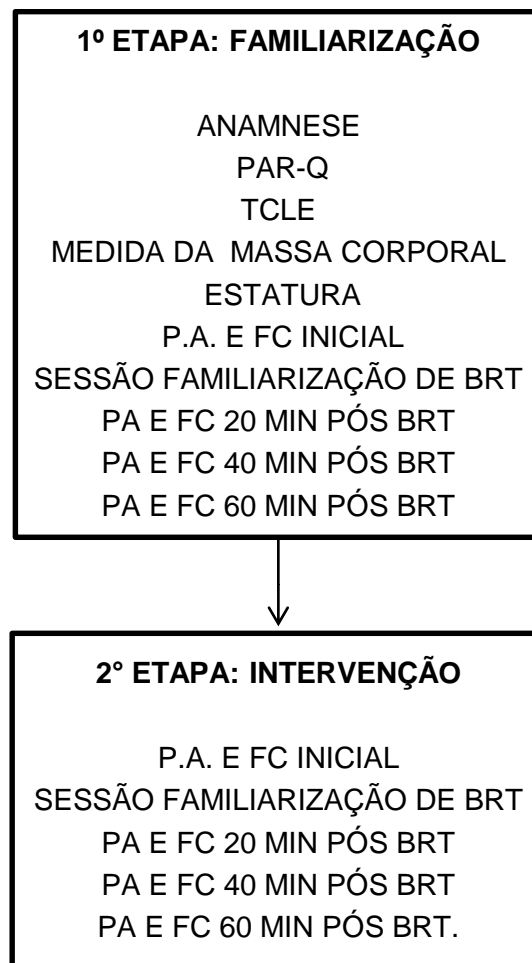 1º ETAPA: FAMILIARIZAÇÃO
ANAMNESE
PAR-Q
TCLE
MEDIDA DA MASSA CORPORAL
ESTATURA
P.A. E FC INICIAL
SESSÃO FAMILIARIZAÇÃO DE BRT
PA E FC 20 MIN PÓS BRT
PA E FC 40 MIN PÓS BRT
PA E FC 60 MIN PÓS BRT
2° ETAPA: INTERVENÇÃO
P.A. E FC INICIAL
SESSÃO FAMILIARIZAÇÃO DE BRT
PA E FC 20 MIN PÓS BRT
PA E FC 40 MIN PÓS BRT
PA E FC 60 MIN PÓS BRT.